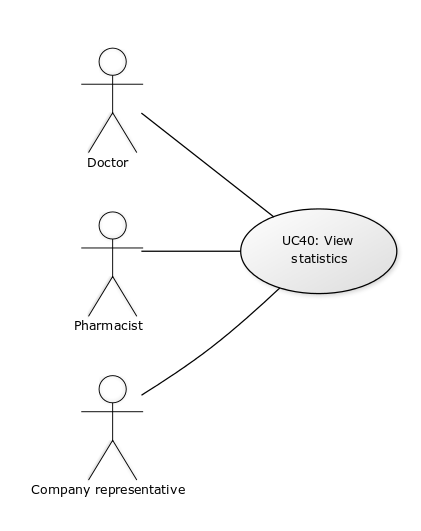 Doctor
UC40: View
statistics
Pharmacist
Company representative